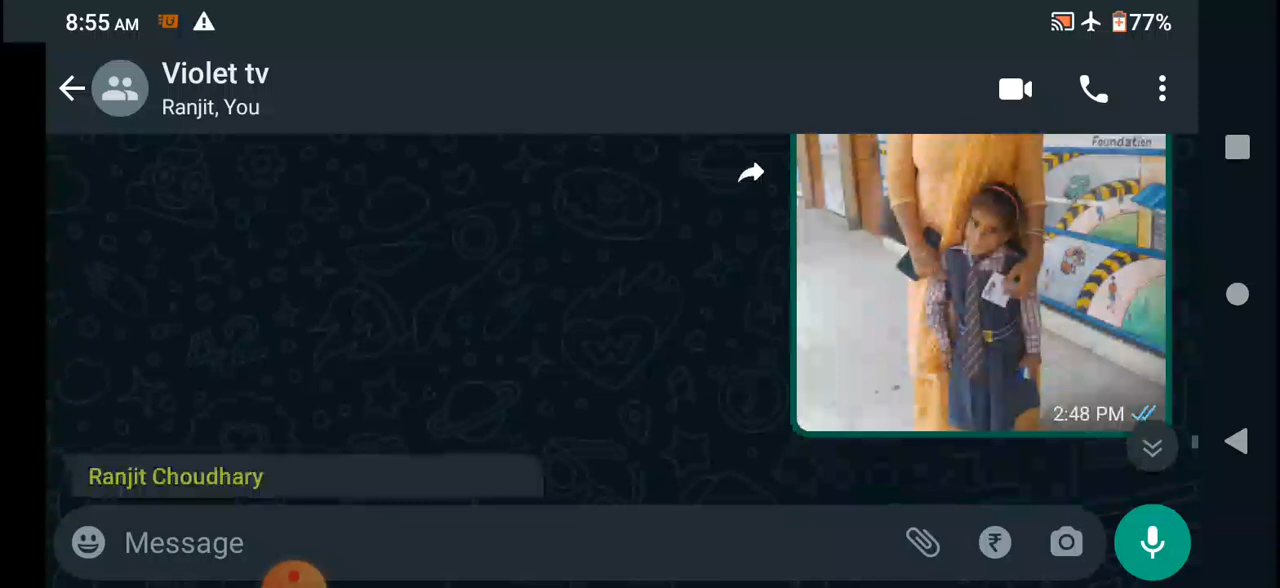 8:55 AM
77%
Violet tv
Ranjit, You
Foundation
2:48 PM
Ranjit Choudhary
Message